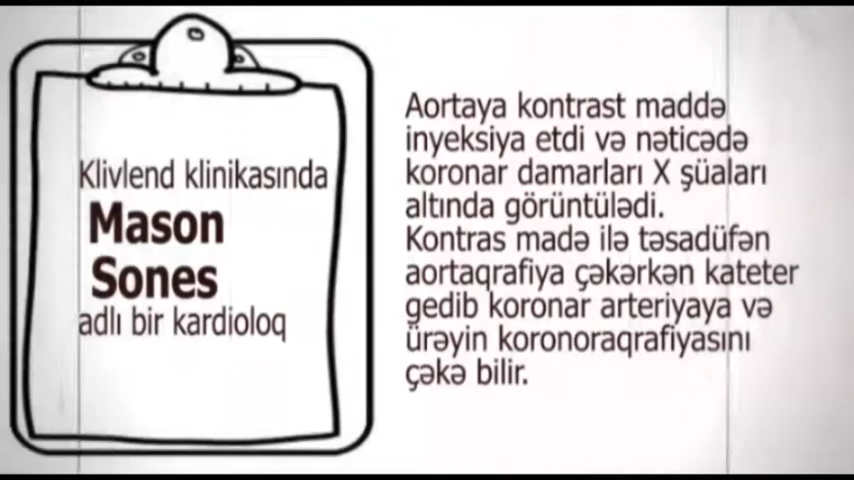 Klivlend klinikasında
Mason
Sones
adlı bir kardioloq
Aortaya kontrast maddə
inyeksiya etdi və nəticədə
koronar damarları X şüaları
altında görüntülədi.
Kontras madə ilə təsadüfən
aortaqrafiya çəkərkən kateter
gedib koronar arteriyaya və
ürəyin koronoraqrafiyasını
çəkə bilir.